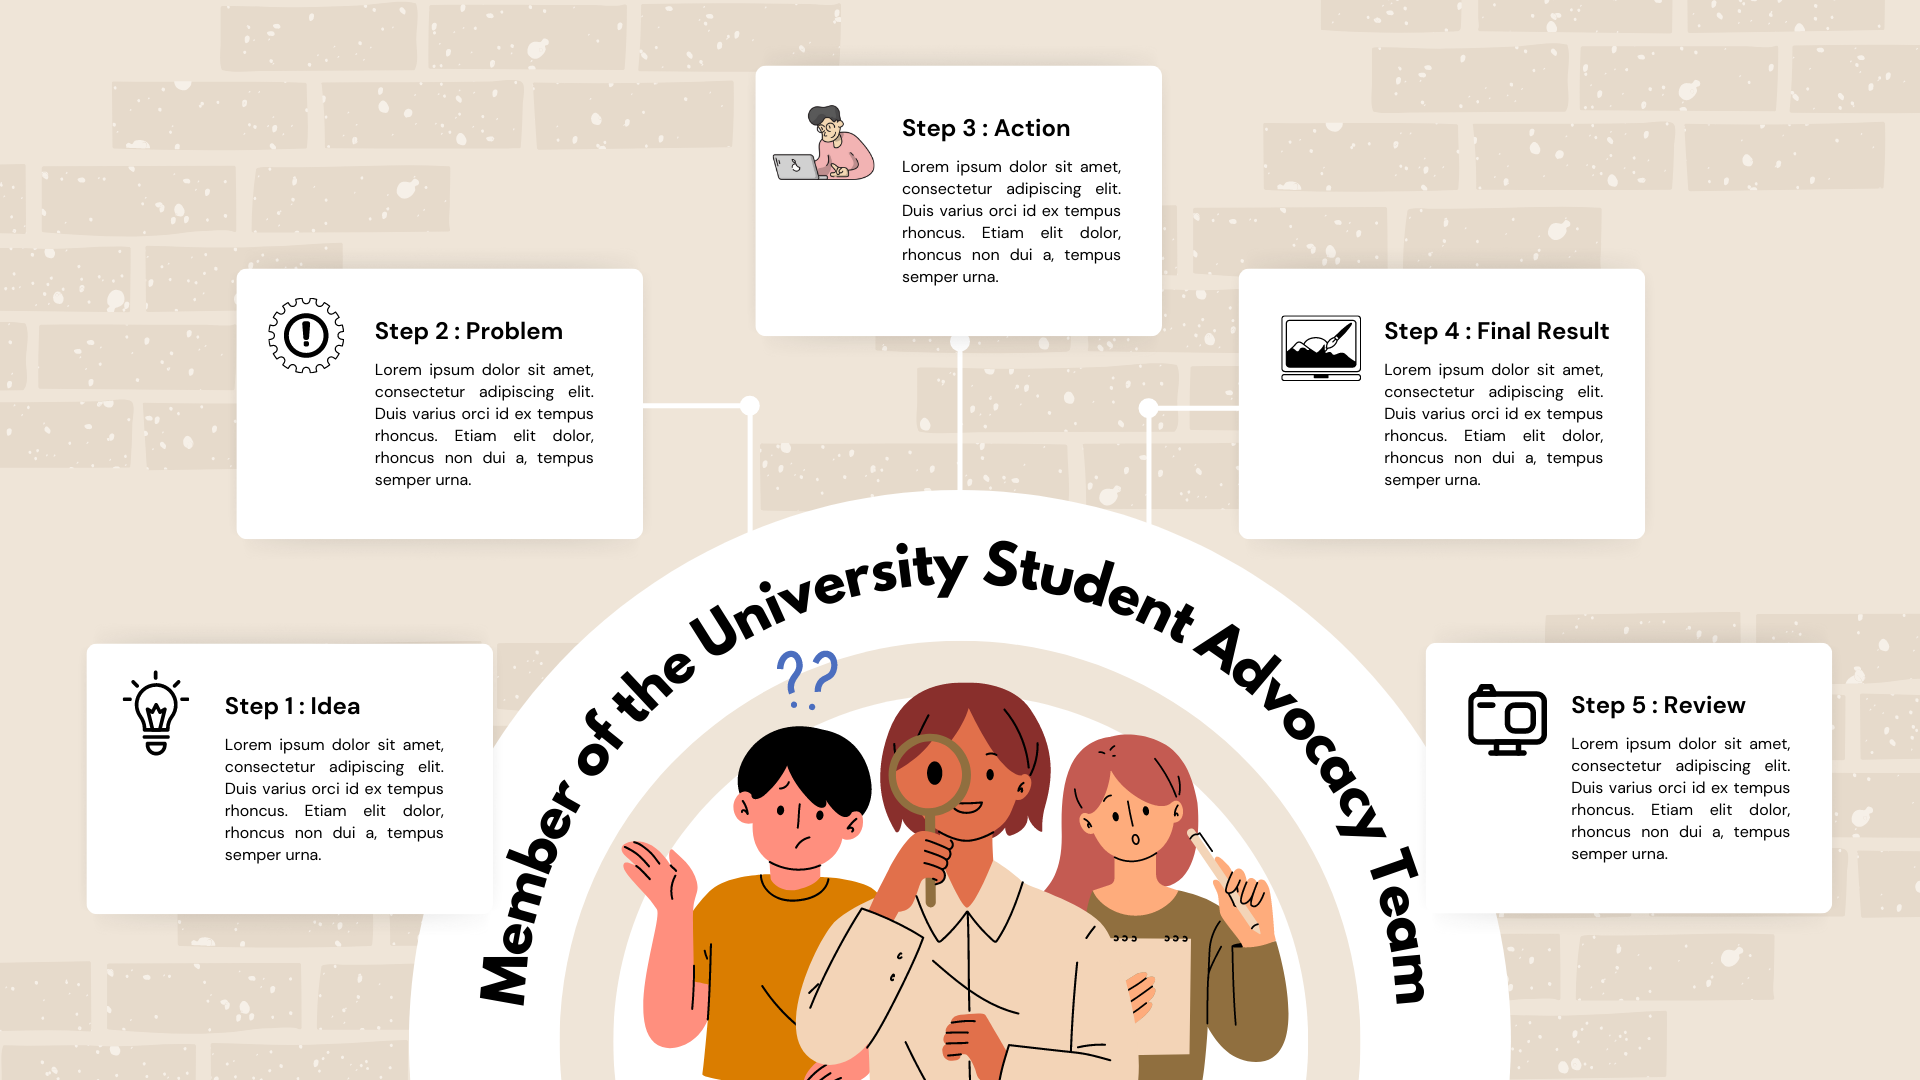 Step 3 : Action
Lorem ipsum dolor sit amet,
consectetur adipiscing elit.
Duis varius orci id ex tempus
rhoncus. Etiam elit dolor,
rhoncus non dui a, tempus
semper urna.
Step 2 : Problem
Lorem ipsum dolor sit amet,
consectetur adipiscing elit.
Duis varius orci id ex tempus
rhoncus. Etiam elit dolor,
rhoncus non dui a, tempus
semper urna.
Step 4 : Final Result
Lorem ipsum dolor sit amet,
consectetur adipiscing elit.
Duis varius orci id ex tempus
rhoncus. Etiam elit dolor,
rhoncus non dui a, tempus
semper urna.
Member of the University Student Advocacy Team
??
Step 1 : Idea
Lorem ipsum dolor sit amet,
consectetur adipiscing elit.
Duis varius orci id ex tempus
rhoncus. Etiam elit dolor,
rhoncus non dui a, tempus
semper urna.
Step 5 : Review
Lorem ipsum dolor sit amet,
consectetur adipiscing elit.
Duis varius orci id ex tempus
rhoncus. Etiam elit dolor,
rhoncus non dui a, tempus
semper urna.